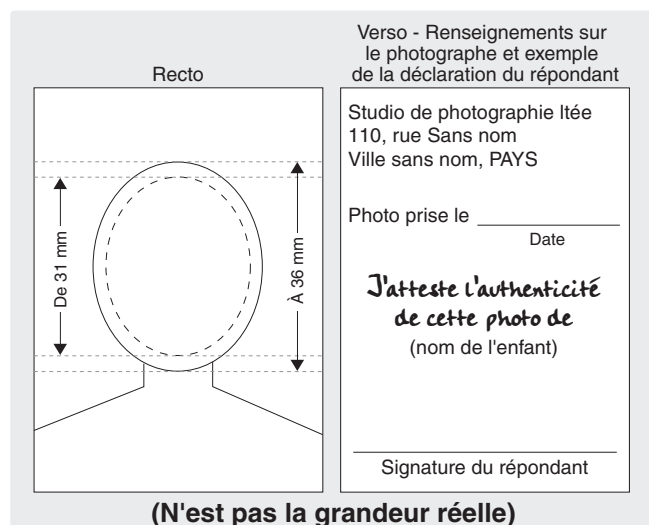 Recto
Verso - Renseignements sur
le photographe et exemple
de la déclaration du répondant
De 31 mm
À 36 mm
Studio de photographie ltée
110, rue Sans nom
Ville sans nom, PAYS
Photo prise le
Date
J'atteste l'authenticité
de cette photo de
(nom de l'enfant)
Signature du répondant
(N'est pas la grandeur réelle)